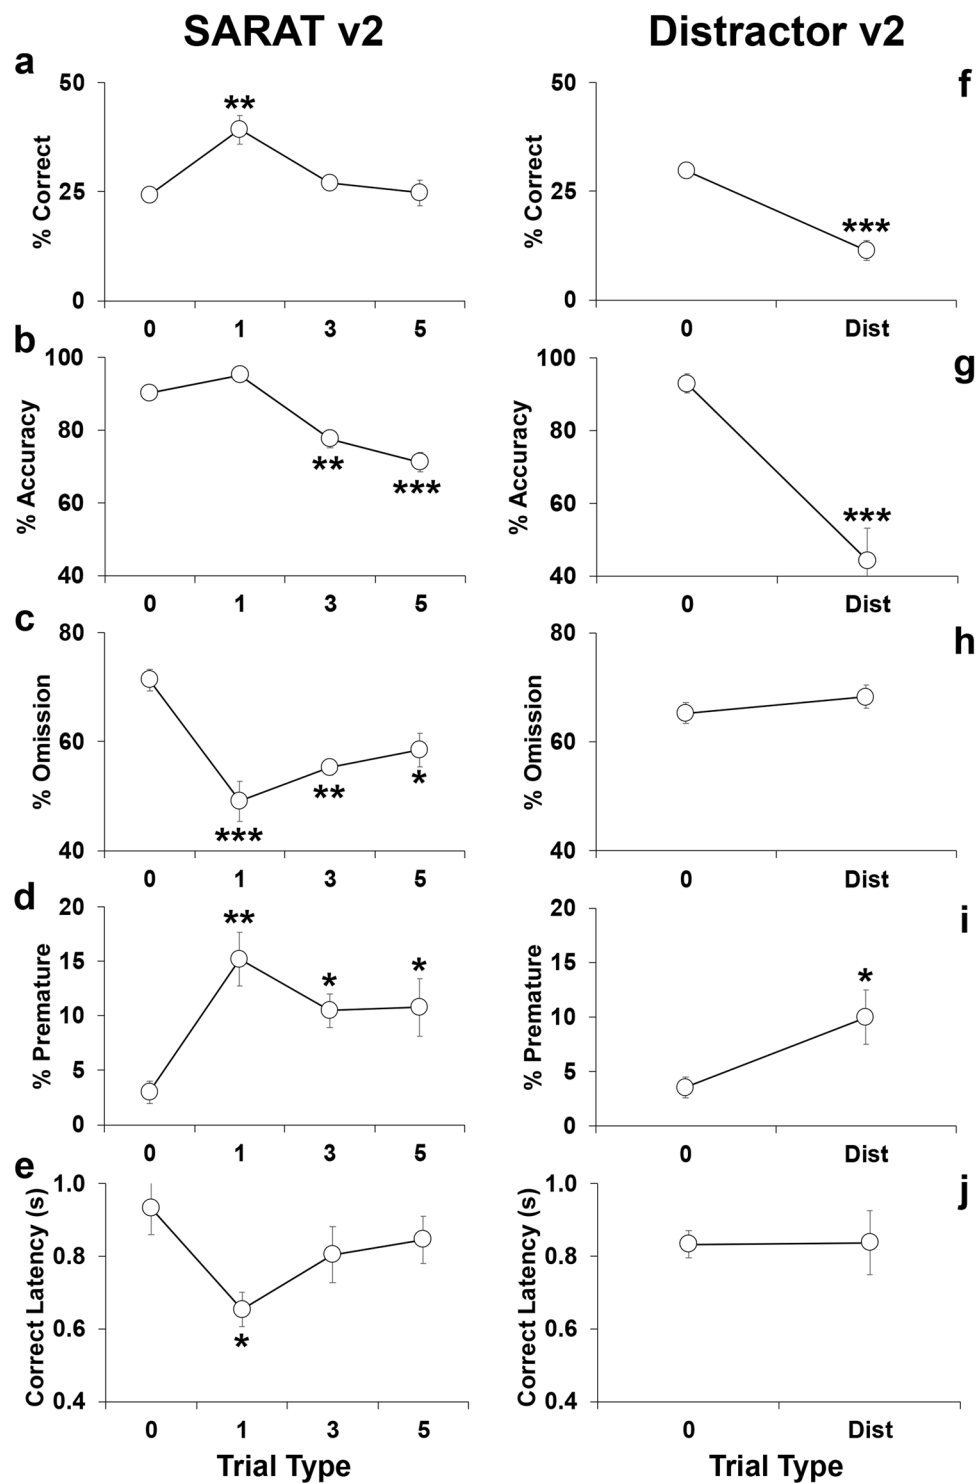 SARAT v2
Distractor v2
a
50
25
0
% Correct
**
0 1 3 5
f
50
25
0
% Correct
***
0 Dist
b
100
80
60
40
% Accuracy
**
***
0 1 3 5
g
100
80
60
40
% Accuracy
***
0 Dist
c
80
60
40
% Omission
***
**
*
0 1 3 5
h
80
60
40
% Omission
0 Dist
d
20
15
10
5
0
% Premature
**
*
*
0 1 3 5
i
20
15
10
5
0
% Premature
*
0 Dist
e
1.0
0.8
0.6
0.4
Correct Latency (s)
*
0 1 3 5
Trial Type
j
1.0
0.8
0.6
0.4
Correct Latency (s)
0 Dist
Trial Type